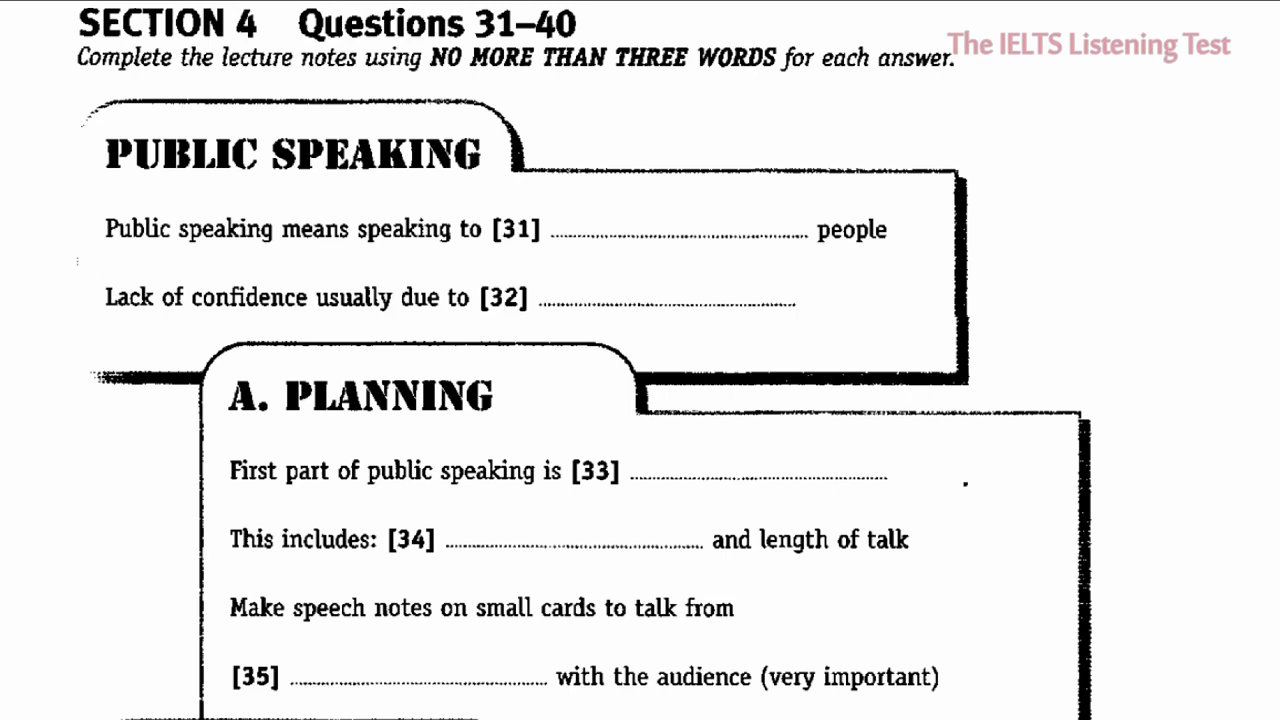 SECTION 4 Questions 31–40
Complete the lecture notes using NO MORE THAN THREE WORDS for each answer.
The IELTS Listening Test
PUBLIC SPEAKING
Public speaking means speaking to [31] ........................................ people
Lack of confidence usually due to [32] ........................................
A. PLANNING
First part of public speaking is [33] ........................................
This includes: [34] ........................................ and length of talk
Make speech notes on small cards to talk from
[35] ........................................ with the audience (very important)